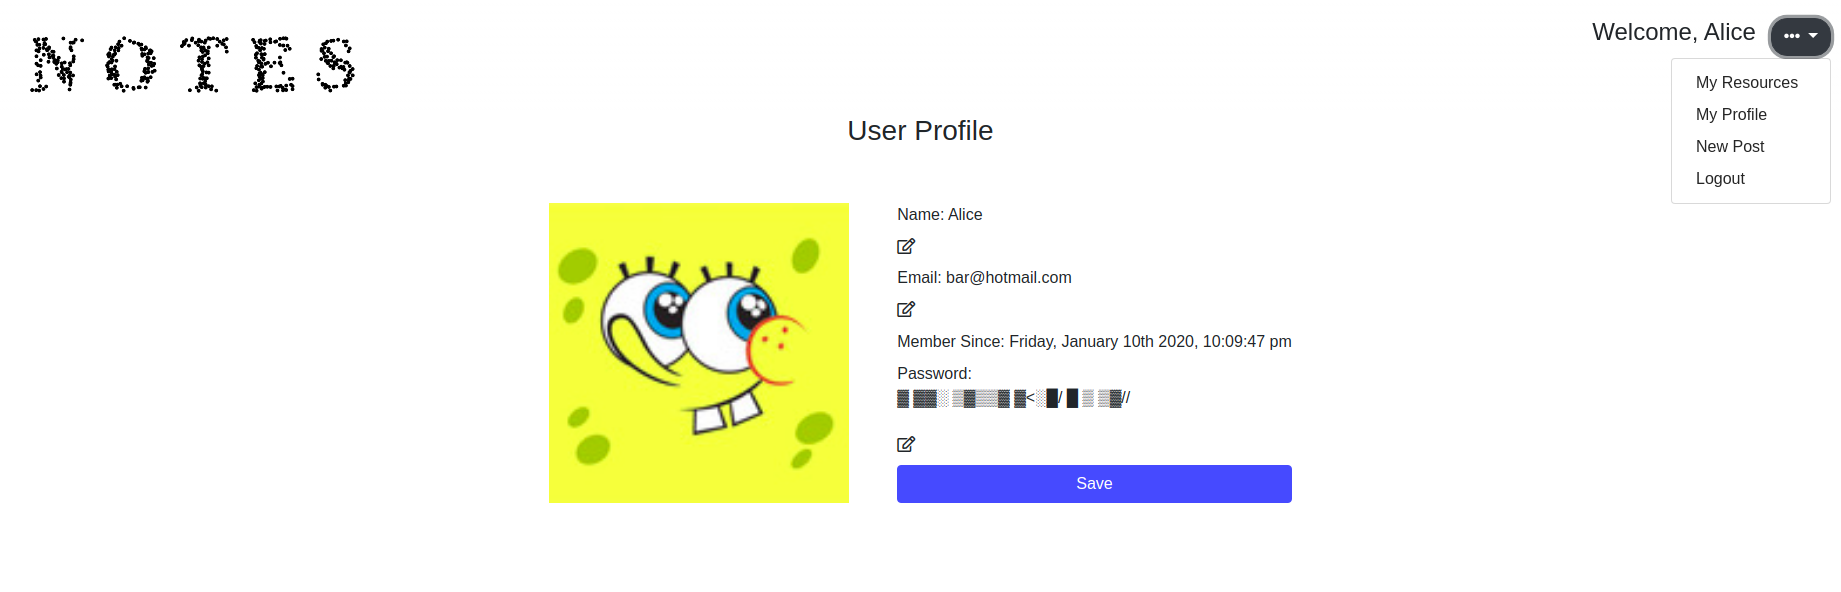 NOTES
Welcome, Alice
My Resources
My Profile
New Post
Logout
User Profile
Name: Alice
Email: bar@hotmail.com
Member Since: Friday, January 10th 2020, 10:09:47 pm
Password:
Save